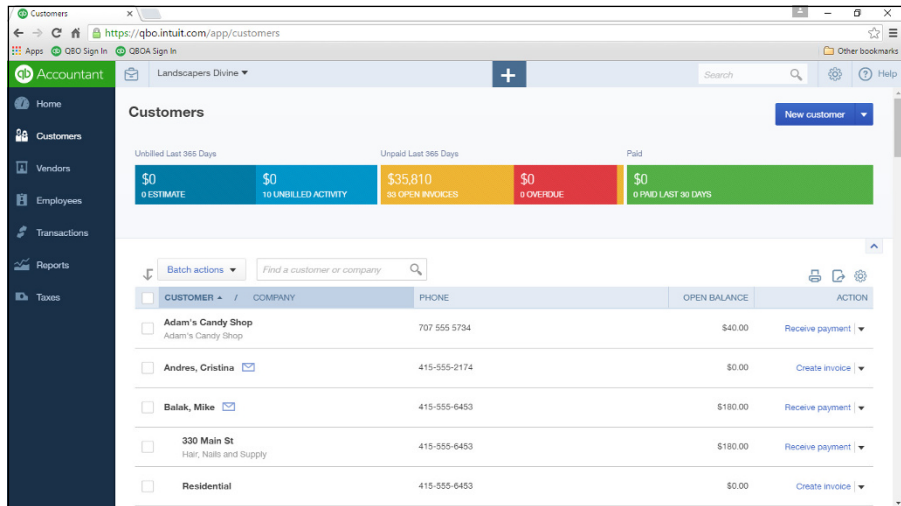 Customers
https://qbo.intuit.com/app/customers
Apps QBO Sign In QBOA Sign In Other bookmarks
qb Accountant Landscapers Divine Search Help
Home
Customers
Vendors
Employees
Transactions
Reports
Taxes
Customers New customer
Unbilled Last 365 Days Unpaid Last 365 Days Paid
$0 $0 $35,810 $0 $0
0 ESTIMATE 10 UNBILLED ACTIVITY 93 OPEN INVOICES 0 OVERDUE 0 PAID LAST 30 DAYS
Batch actions Find a customer or company
CUSTOMER / COMPANY PHONE OPEN BALANCE ACTION
Adam's Candy Shop 707 555 5734 $40.00 Receive payment
Adam's Candy Shop
Andres, Cristina 415-555-2174 $0.00 Create invoice
Balak, Mike 415-555-6453 $180.00 Receive payment
330 Main St 415-555-6453 $180.00 Receive payment
Hair, Nails and Supply
Residential 415-555-6453 $0.00 Create invoice